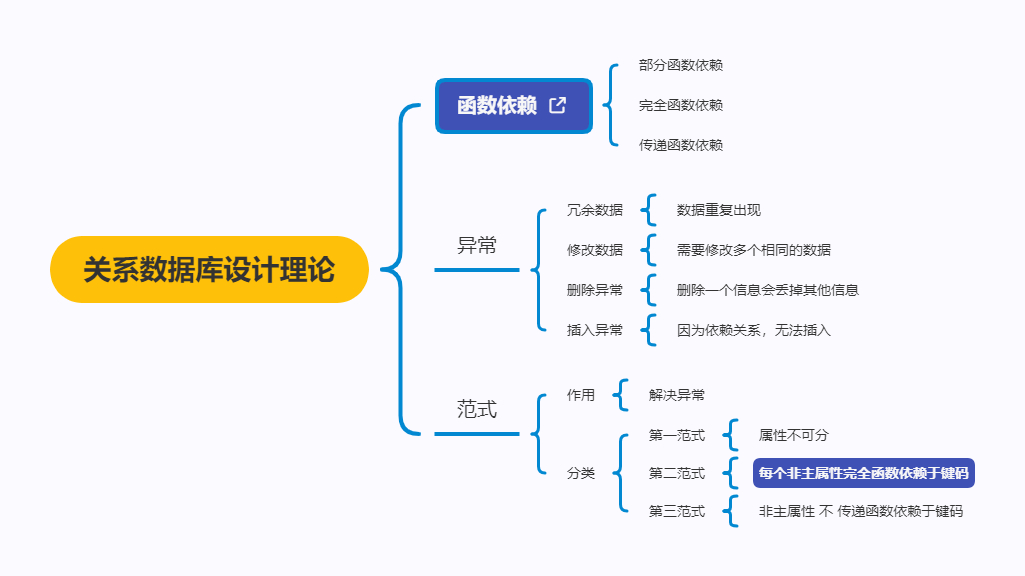 关系数据库设计理论
函数依赖
部分函数依赖
完全函数依赖
传递函数依赖
异常
冗余数据
数据重复出现
修改数据
需要修改多个相同的数据
删除异常
删除一个信息会丢掉其他信息
插入异常
因为依赖关系，无法插入
范式
作用
解决异常
分类
第一范式
属性不可分
第二范式
每个非主属性完全函数依赖于键码
第三范式
非主属性 不 传递函数依赖于键码